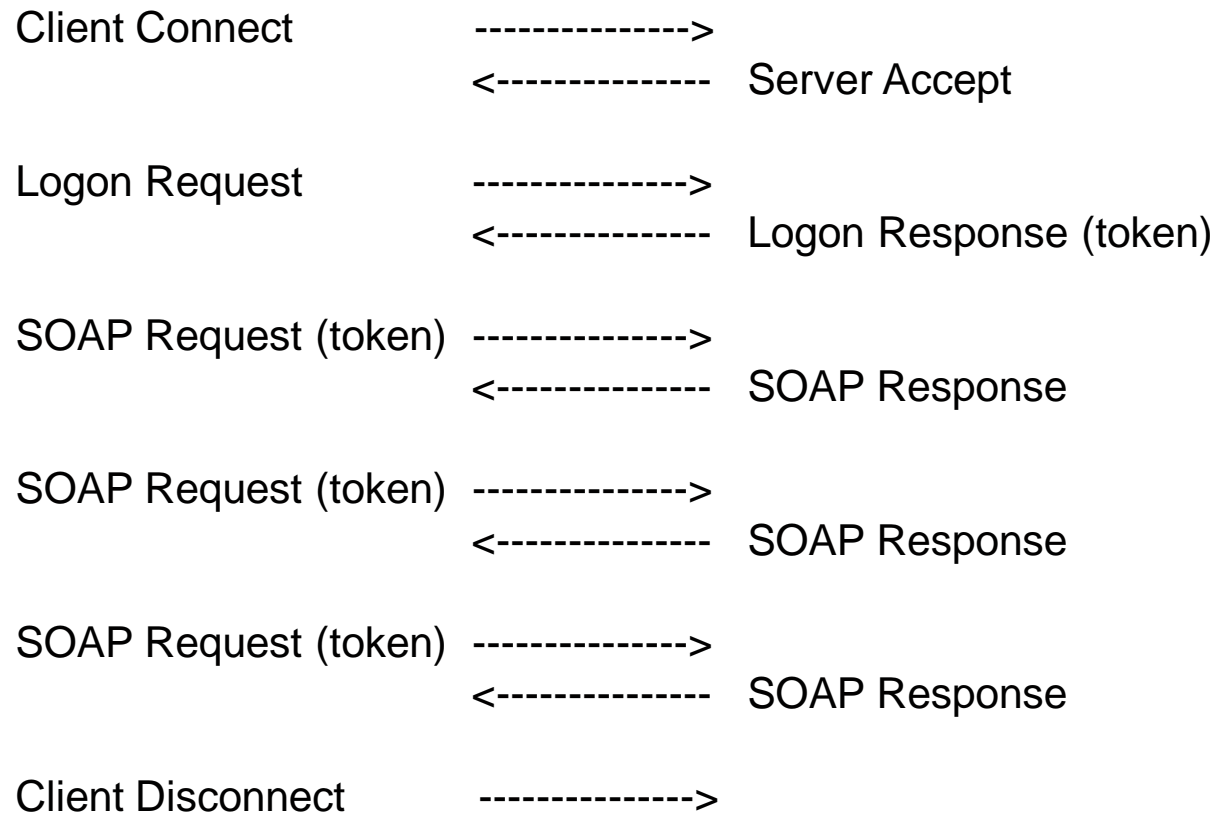 Client Connect --------------->
<--------------- Server Accept
Logon Request --------------->
<--------------- Logon Response (token)
SOAP Request (token) --------------->
<--------------- SOAP Response
SOAP Request (token) --------------->
<--------------- SOAP Response
SOAP Request (token) --------------->
<--------------- SOAP Response
Client Disconnect --------------->